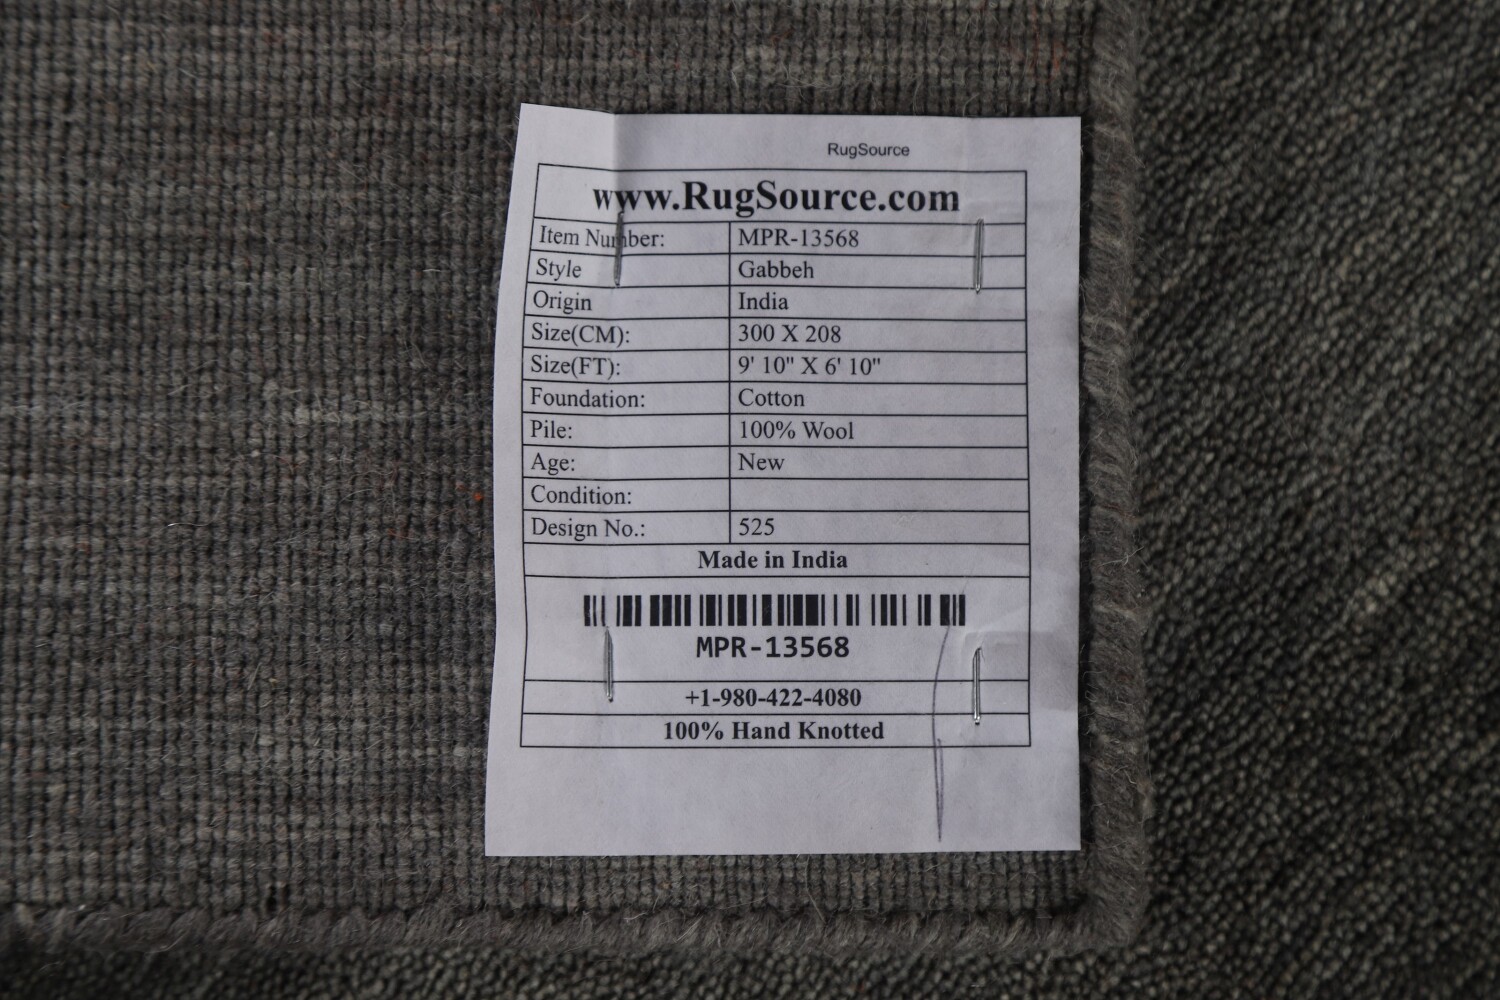 RugSource
www.RugSource.com
Item Number: MPR-13568
Style Gabbeh
Origin India
Size(CM): 300 X 208
Size(FT): 9' 10" X 6' 10"
Foundation: Cotton
Pile: 100% Wool
Age: New
Condition:
Design No.: 525
Made in India
MPR-13568
+1-980-422-4080
100% Hand Knotted